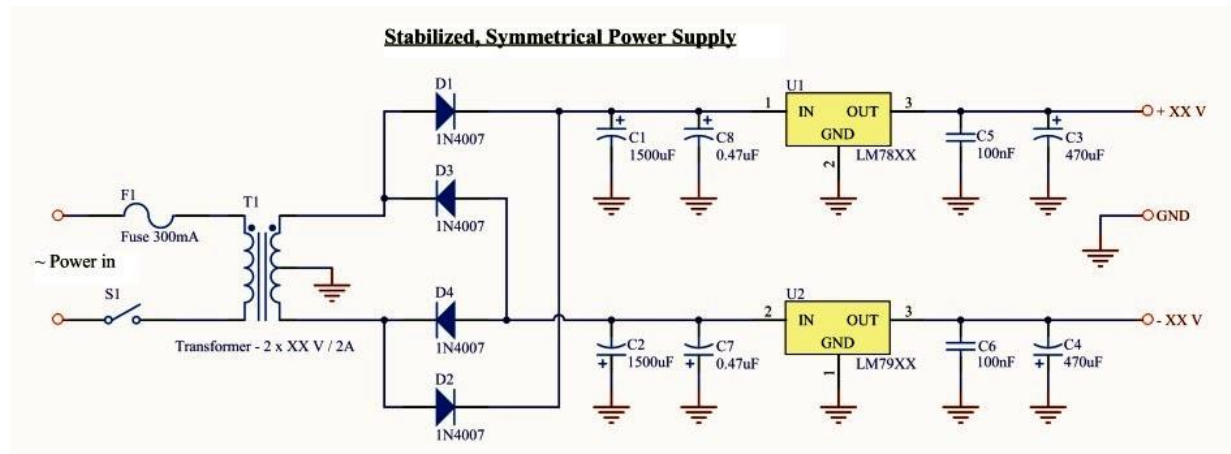 Stabilized, Symmetrical Power Supply
D1
1N4007
D3
1N4007
D4
1N4007
D2
1N4007
F1
Fuse 300mA
T1
~ Power in
S1
Transformer - 2 x XX V / 2A
+
C1
1500uF
+
C8
0.47uF
U1
1
IN
OUT
3
GND
2
LM78XX
C5
100nF
+
C3
470uF
+ XX V
GND
C2
+
1500uF
C7
+
0.47uF
U2
2
IN
OUT
3
GND
1
LM79XX
C6
100nF
C4
+
470uF
- XX V